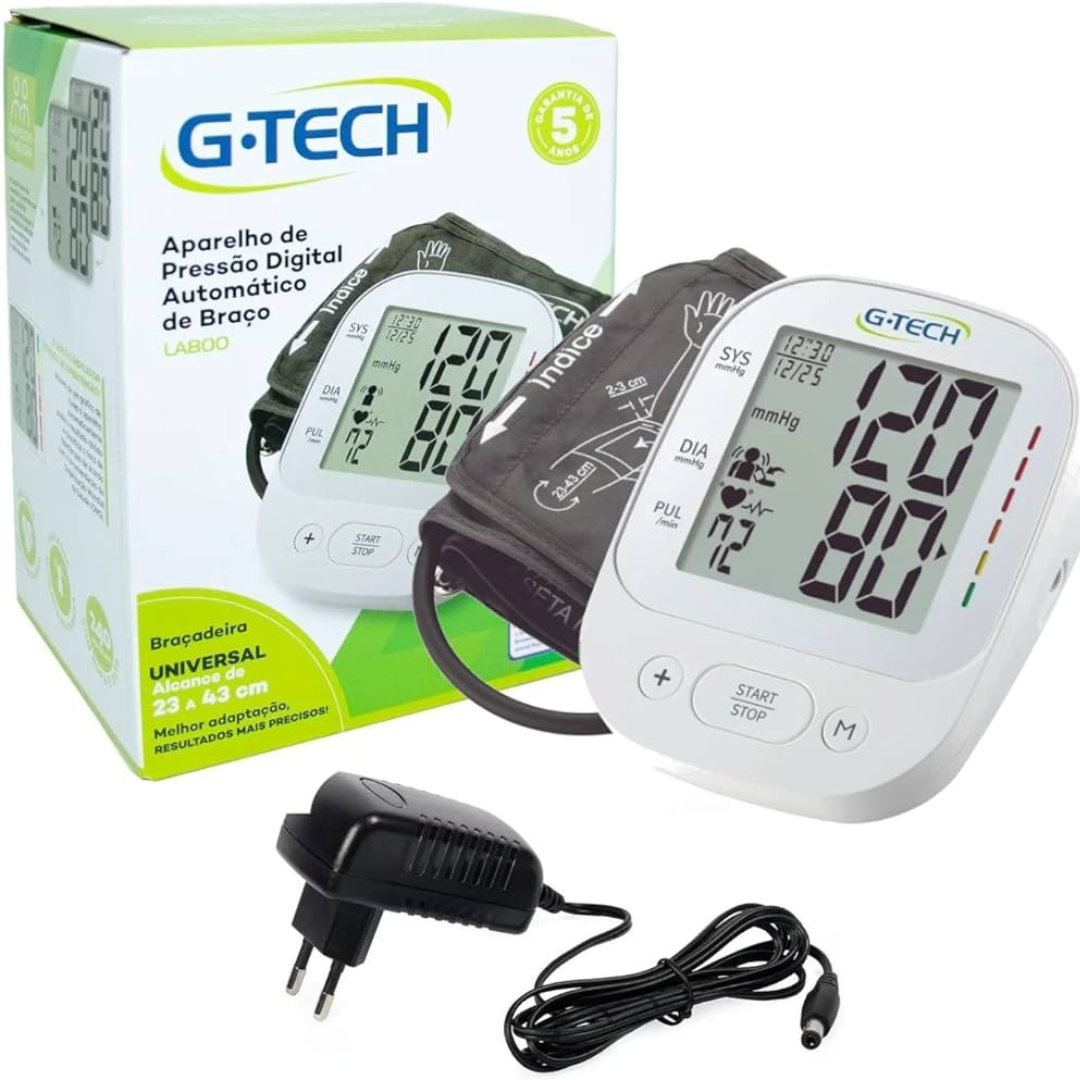 G·TECH
GARANTIA DE
5
ANOS
Aparelho de
Pressão Digital
Automático
de Braço
LA800
Índice
SYS
mmHg
DIA
mmHg
PUL
/min
12:30
12/25
mmHg
120
80
72
+
START
STOP
Braçadeira
UNIVERSAL
Alcance de
23 A 43 cm
Melhor adaptação,
RESULTADOS MAIS PRECISOS!
Índice
2-3 cm
23-43 cm
G·TECH
SYS
mmHg
DIA
mmHg
PUL
/min
12:30
12/25
mmHg
120
80
72
+
START
STOP
M